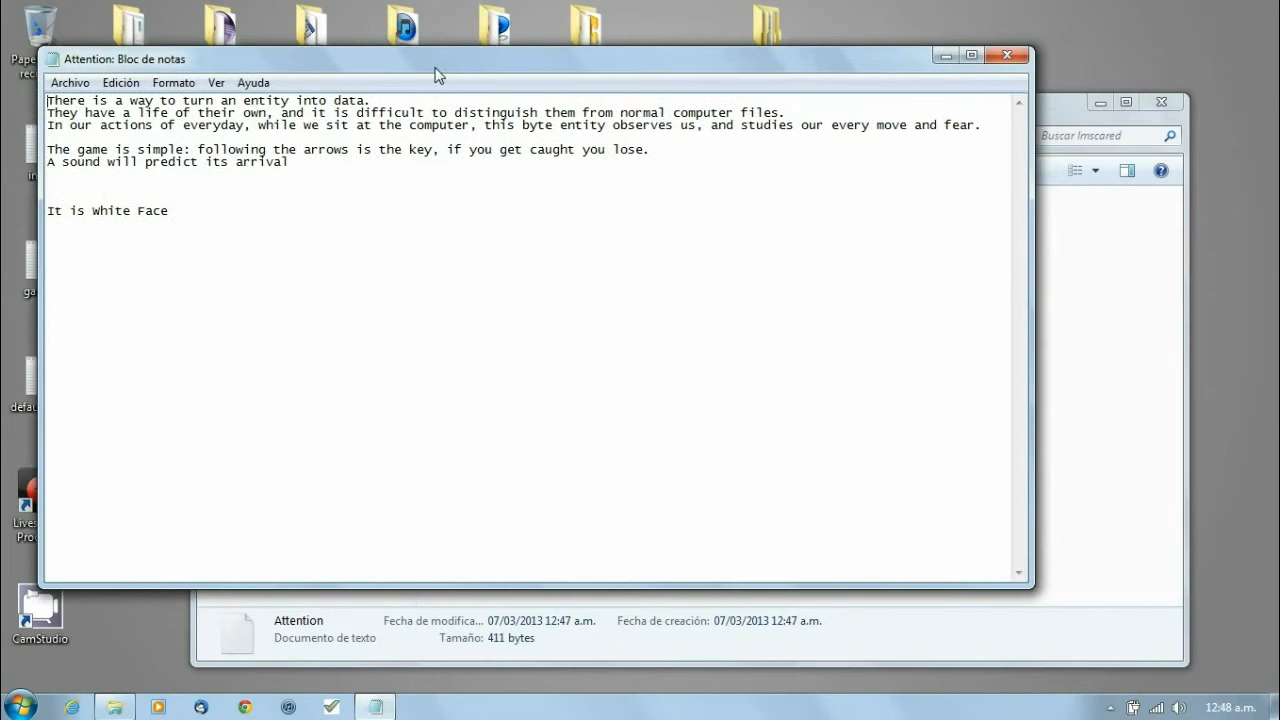 Attention: Bloc de notas
Archivo Edición Formato Ver Ayuda
There is a way to turn an entity into data.
They have a life of their own, and it is difficult to distinguish them from normal computer files.
In our actions of everyday, while we sit at the computer, this byte entity observes us, and studies our every move and fear.
The game is simple: following the arrows is the key, if you get caught you lose.
A sound will predict its arrival
It is White Face
Buscar Imscared
CamStudio
Attention Fecha de modifica... 07/03/2013 12:47 a.m. Fecha de creación: 07/03/2013 12:47 a.m.
Documento de texto Tamaño: 411 bytes
12:48 a.m.